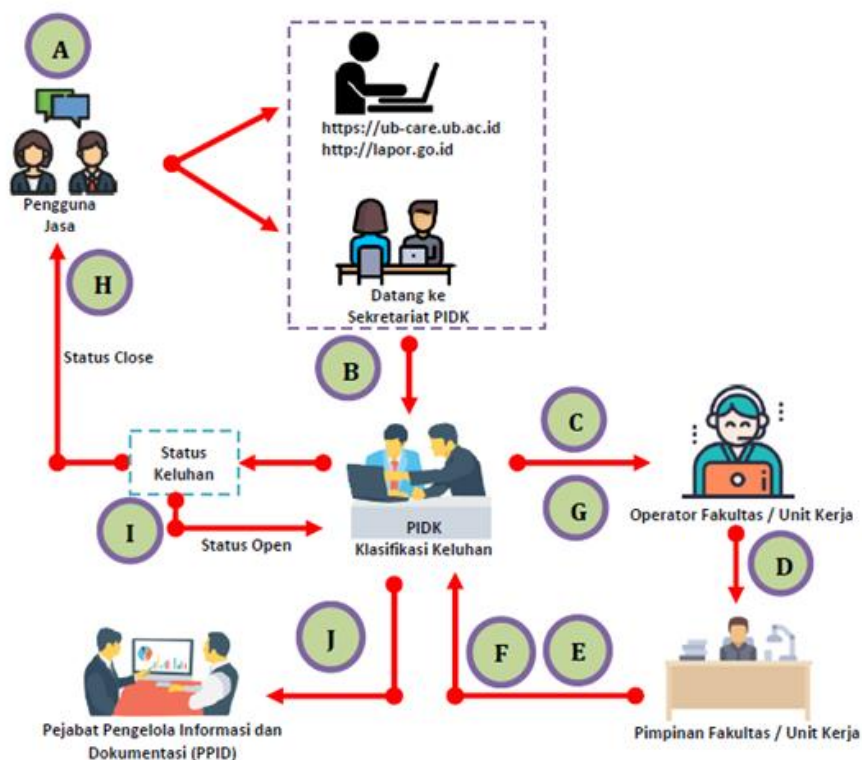 A
https://ub-care.ub.ac.id
http://lapor.go.id
Pengguna
Jasa
Datang ke
Sekretariat PIDK
H
B
Status Close
C
Status
Keluhan
G
I
Status Open
PIDK
Klasifikasi Keluhan
Operator Fakultas / Unit Kerja
D
J
F
E
Pejabat Pengelola Informasi dan
Dokumentasi (PPID)
Pimpinan Fakultas / Unit Kerja